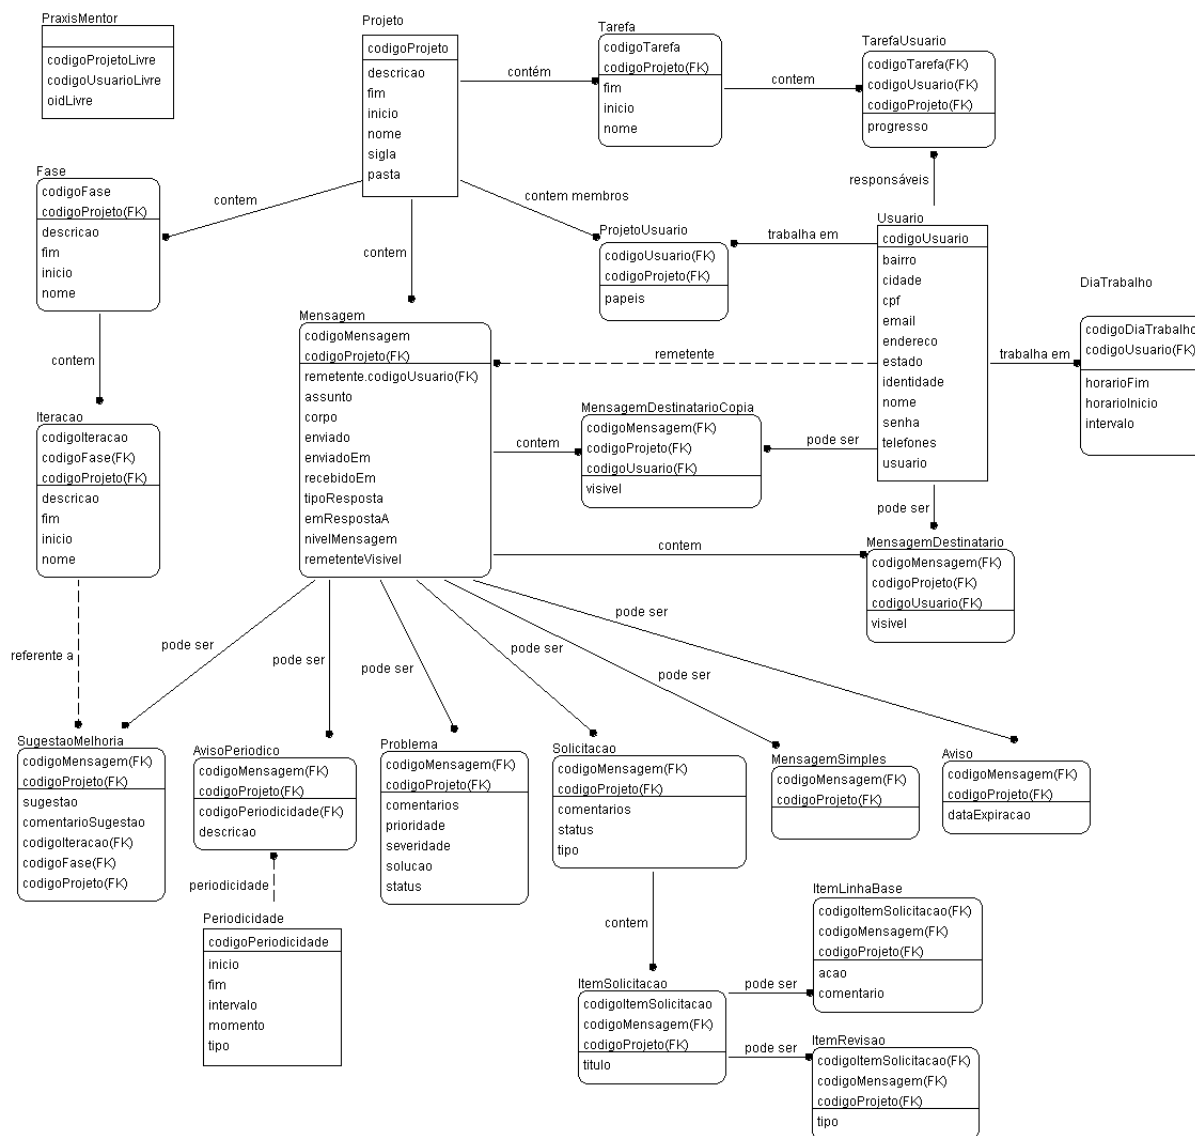 PraxisMentor
codigoProjetoLivre
codigoUsuarioLivre
oidLivre
Projeto
codigoProjeto
descricao
fim
inicio
nome
sigla
pasta
contém
Tarefa
codigoTarefa
codigoProjeto(FK)
fim
inicio
nome
contem
TarefaUsuario
codigoTarefa(FK)
codigoUsuario(FK)
codigoProjeto(FK)
progresso
responsáveis
Fase
codigoFase
codigoProjeto(FK)
descricao
fim
inicio
nome
contem
contem
contem membros
ProjetoUsuario
codigoUsuario(FK)
codigoProjeto(FK)
papeis
trabalha em
Usuario
codigoUsuario
bairro
cidade
cpf
email
endereco
estado
identidade
nome
senha
telefones
usuario
trabalha em
DiaTrabalho
codigoDiaTrabalho
codigoUsuario(FK)
horarioFim
horarioInicio
intervalo
contem
Mensagem
codigoMensagem
codigoProjeto(FK)
remetente.codigoUsuario(FK)
assunto
corpo
enviado
enviadoEm
recebidoEm
tipoResposta
emRespostaA
nivelMensagem
remetenteVisivel
remetente
contem
MensagemDestinatarioCopia
codigoMensagem(FK)
codigoProjeto(FK)
codigoUsuario(FK)
visivel
pode ser
pode ser
contem
MensagemDestinatario
codigoMensagem(FK)
codigoProjeto(FK)
codigoUsuario(FK)
visivel
Iteracao
codigoIteracao
codigoFase(FK)
codigoProjeto(FK)
descricao
fim
inicio
nome
referente a
pode ser
pode ser
pode ser
pode ser
pode ser
pode ser
SugestaoMelhoria
codigoMensagem(FK)
codigoProjeto(FK)
sugestao
comentarioSugestao
codigoIteracao(FK)
codigoFase(FK)
codigoProjeto(FK)
AvisoPeriodico
codigoMensagem(FK)
codigoProjeto(FK)
codigoPeriodicidade(FK)
descricao
periodicidade
Periodicidade
codigoPeriodicidade
inicio
fim
intervalo
momento
tipo
Problema
codigoMensagem(FK)
codigoProjeto(FK)
comentarios
prioridade
severidade
solucao
status
Solicitacao
codigoMensagem(FK)
codigoProjeto(FK)
comentarios
status
tipo
MensagemSimples
codigoMensagem(FK)
codigoProjeto(FK)
Aviso
codigoMensagem(FK)
codigoProjeto(FK)
dataExpiracao
contem
ItemSolicitacao
codigoItemSolicitacao
codigoMensagem(FK)
codigoProjeto(FK)
titulo
pode ser
pode ser
ItemLinhaBase
codigoItemSolicitacao(FK)
codigoMensagem(FK)
codigoProjeto(FK)
acao
comentario
ItemRevisao
codigoItemSolicitacao(FK)
codigoMensagem(FK)
codigoProjeto(FK)
tipo